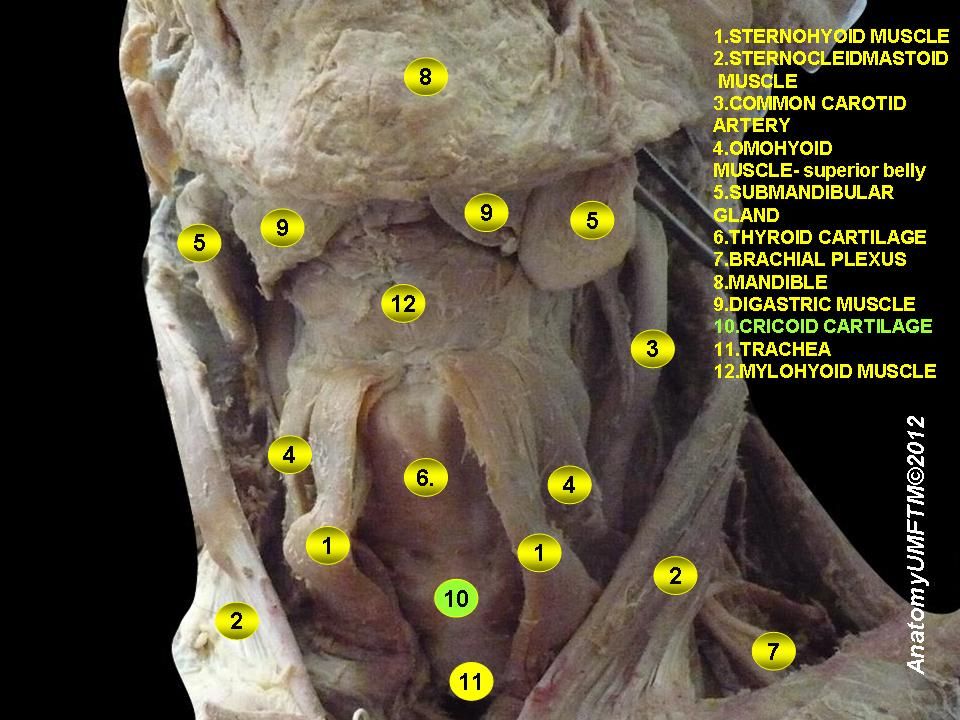 1.STERNOHYOID MUSCLE
2.STERNOCLEIDMASTOID
MUSCLE
3.COMMON CAROTID
ARTERY
4.OMOHYOID
MUSCLE- superior belly
5.SUBMANDIBULAR
GLAND
6.THYROID CARTILAGE
7.BRACHIAL PLEXUS
8.MANDIBLE
9.DIGASTRIC MUSCLE
10.CRICOID CARTILAGE
11.TRACHEA
12.MYLOHYOID MUSCLE
8
9
9
5
5
12
3
4
6.
4
1
1
2
10
2
7
11
AnatomyUMFTM©2012